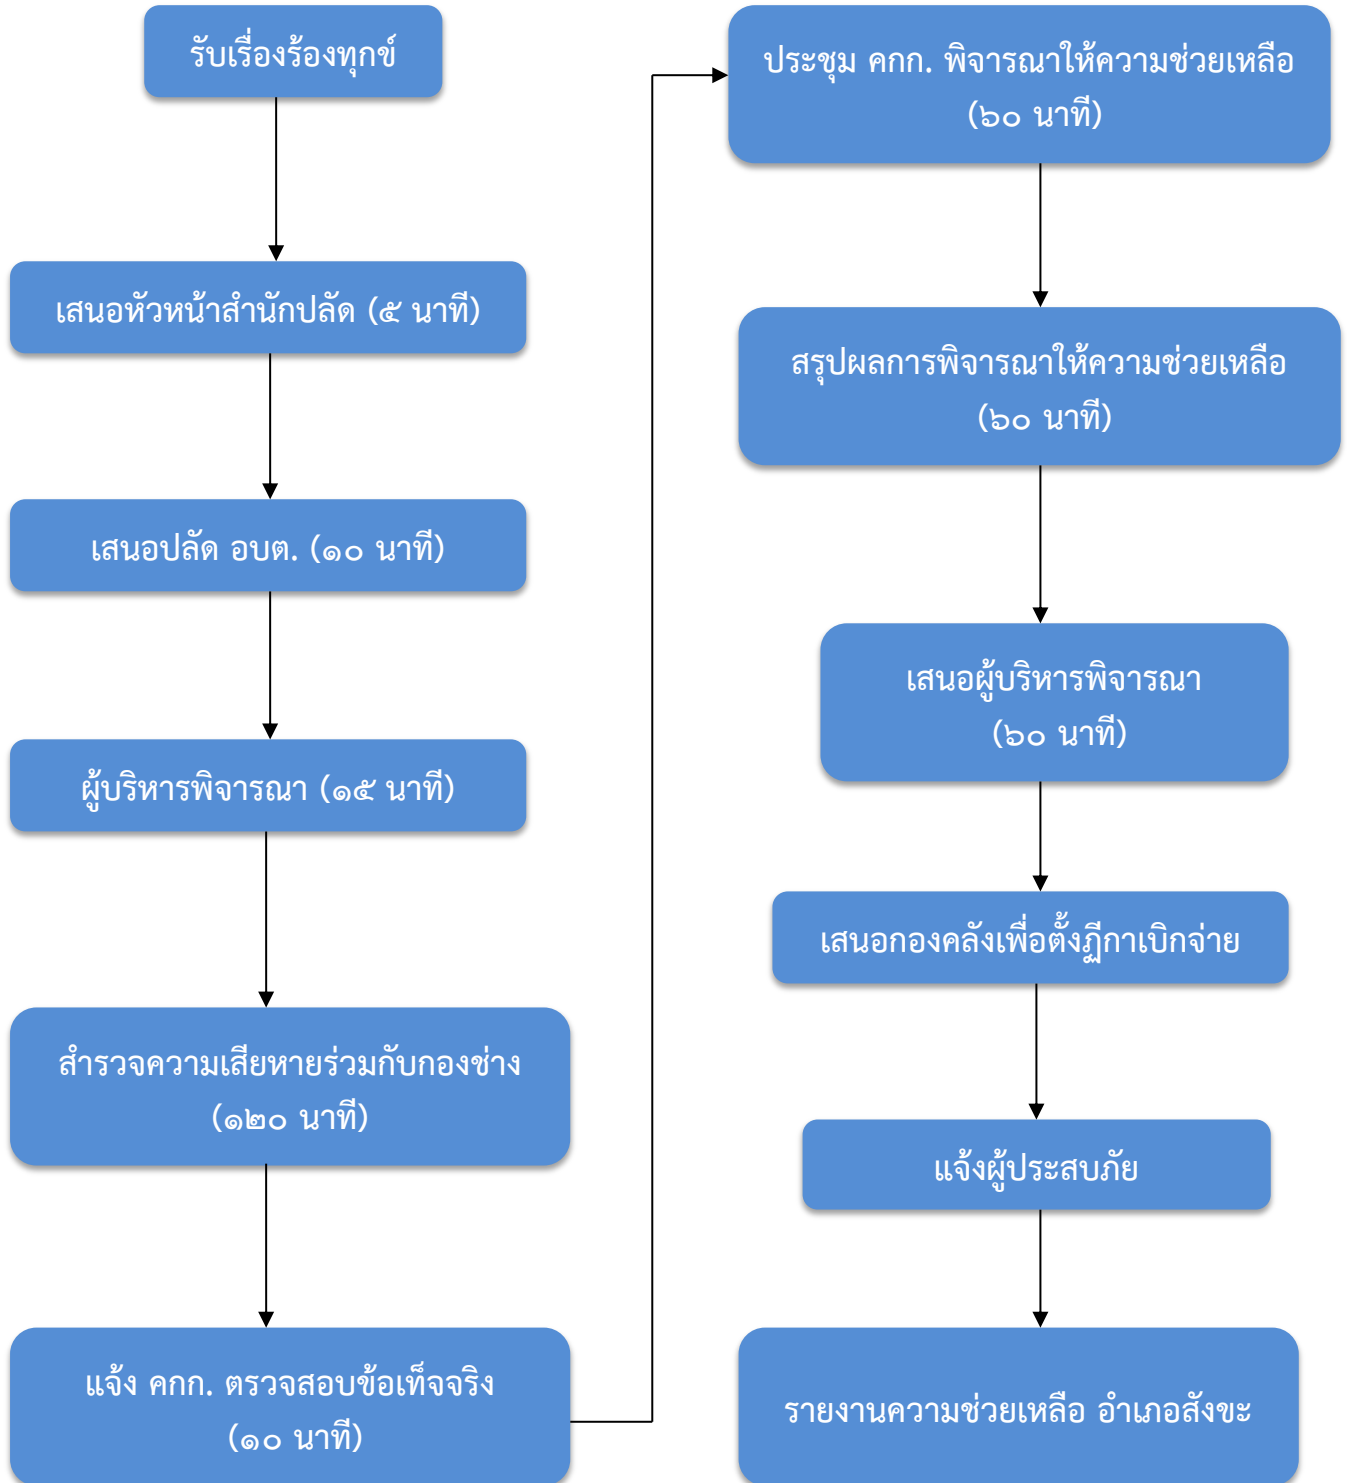 รับเรื่องร้องทุกข์
เสนอหัวหน้าสำนักปลัด (๕ นาที)
เสนอปลัด อบต. (๑๐ นาที)
ผู้บริหารพิจารณา (๑๕ นาที)
สำรวจความเสียหายร่วมกับกองช่าง
(๑๒๐ นาที)
แจ้ง คกก. ตรวจสอบข้อเท็จจริง
(๑๐ นาที)
ประชุม คกก. พิจารณาให้ความช่วยเหลือ
(๖๐ นาที)
สรุปผลการพิจารณาให้ความช่วยเหลือ
(๖๐ นาที)
เสนอผู้บริหารพิจารณา
(๖๐ นาที)
เสนอกองคลังเพื่อตั้งฎีกาเบิกจ่าย
แจ้งผู้ประสบภัย
รายงานความช่วยเหลือ อำเภอสังขะ